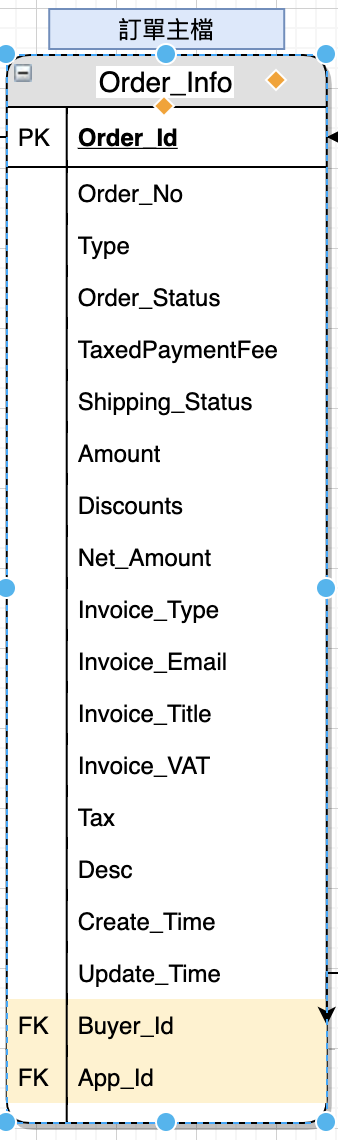 訂單主檔
Order_Info
PK Order_Id
Order_No
Type
Order_Status
TaxedPaymentFee
Shipping_Status
Amount
Discounts
Net_Amount
Invoice_Type
Invoice_Email
Invoice_Title
Invoice_VAT
Tax
Desc
Create_Time
Update_Time
FK Buyer_Id
FK App_Id